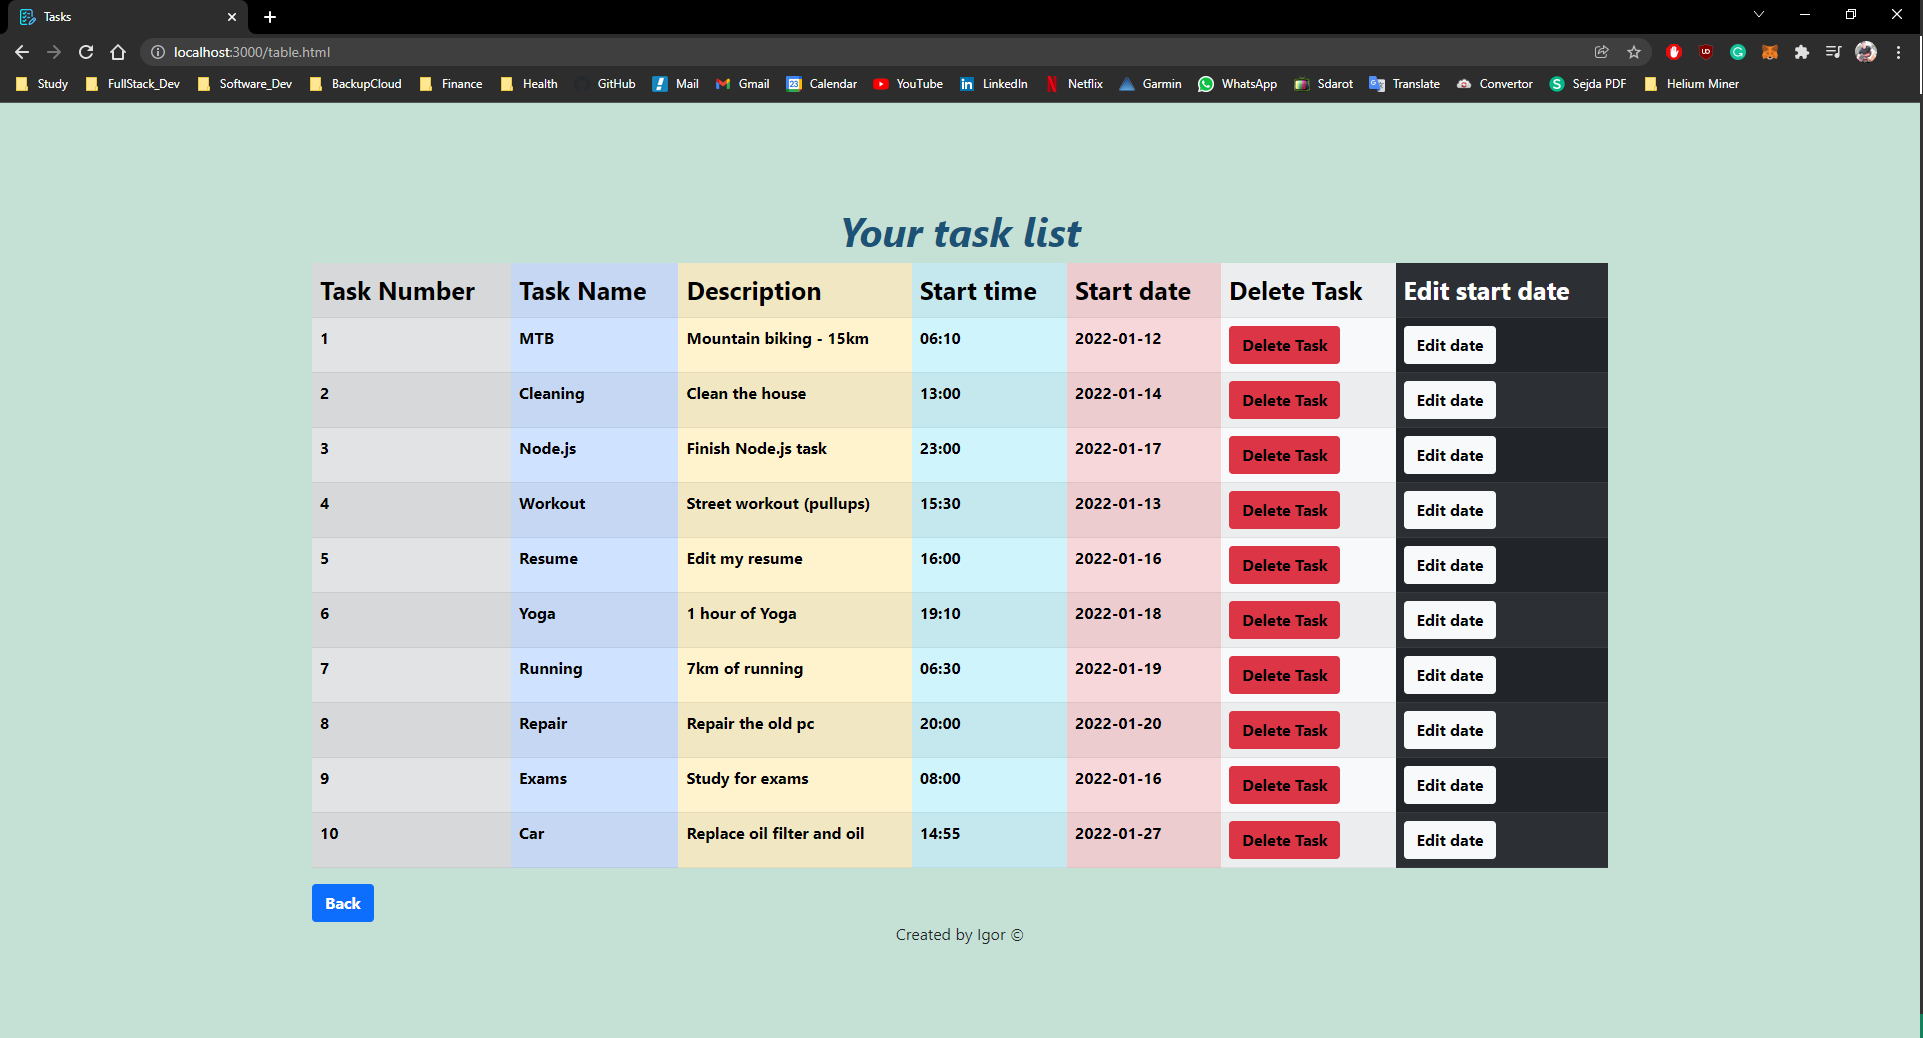 Tasks
localhost:3000/table.html
Study FullStack_Dev Software_Dev BackupCloud Finance Health GitHub Mail Gmail Calendar YouTube LinkedIn Netflix Garmin WhatsApp Sdarot Translate Convertor Sejda PDF Helium Miner
Your task list
Task Number Task Name Description Start time Start date Delete Task Edit start date
1 MTB Mountain biking - 15km 06:10 2022-01-12 Delete Task Edit date
2 Cleaning Clean the house 13:00 2022-01-14 Delete Task Edit date
3 Node.js Finish Node.js task 23:00 2022-01-17 Delete Task Edit date
4 Workout Street workout (pullups) 15:30 2022-01-13 Delete Task Edit date
5 Resume Edit my resume 16:00 2022-01-16 Delete Task Edit date
6 Yoga 1 hour of Yoga 19:10 2022-01-18 Delete Task Edit date
7 Running 7km of running 06:30 2022-01-19 Delete Task Edit date
8 Repair Repair the old pc 20:00 2022-01-20 Delete Task Edit date
9 Exams Study for exams 08:00 2022-01-16 Delete Task Edit date
10 Car Replace oil filter and oil 14:55 2022-01-27 Delete Task Edit date
Back
Created by Igor ©